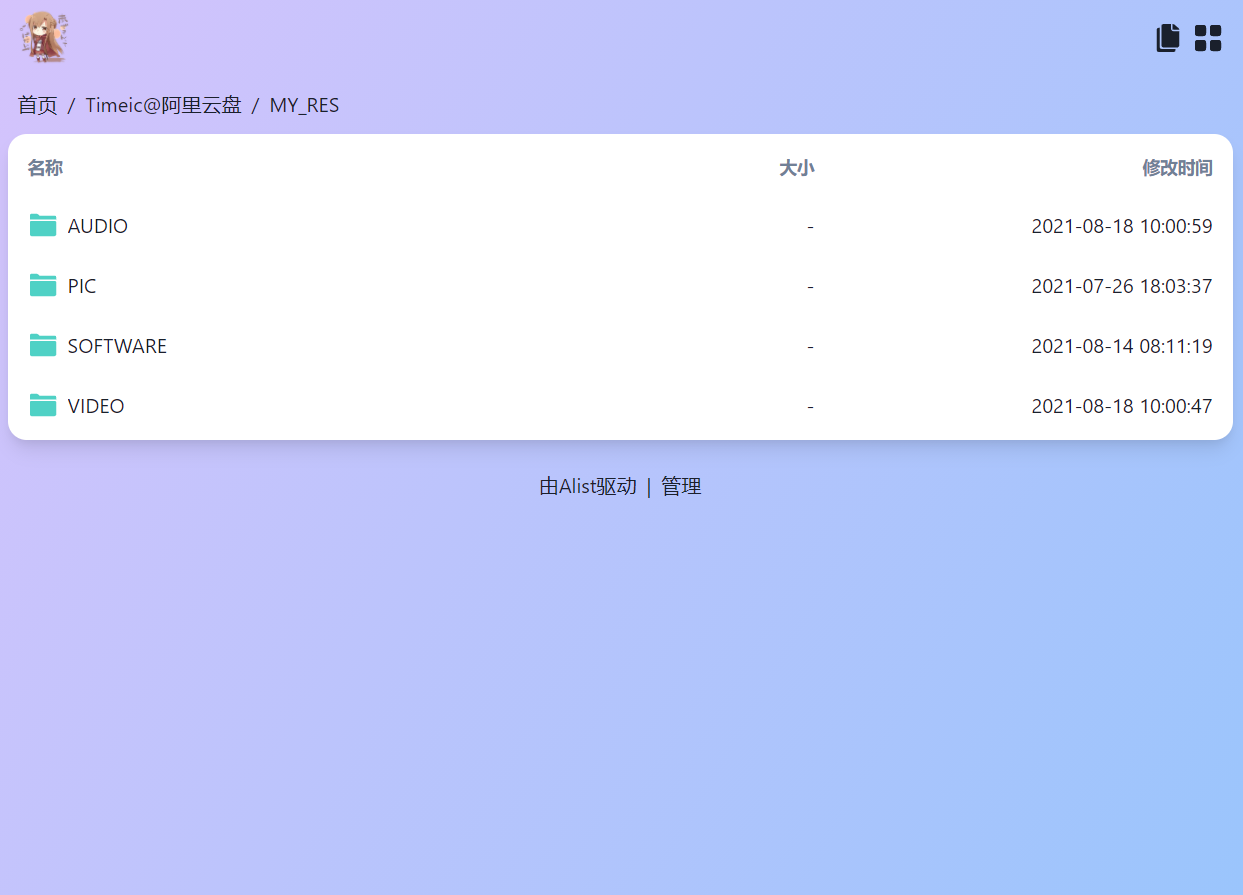 首页 / Timeic@阿里云盘 / MY_RES
名称 大小 修改时间
AUDIO - 2021-08-18 10:00:59
PIC - 2021-07-26 18:03:37
SOFTWARE - 2021-08-14 08:11:19
VIDEO - 2021-08-18 10:00:47
由Alist驱动 | 管理